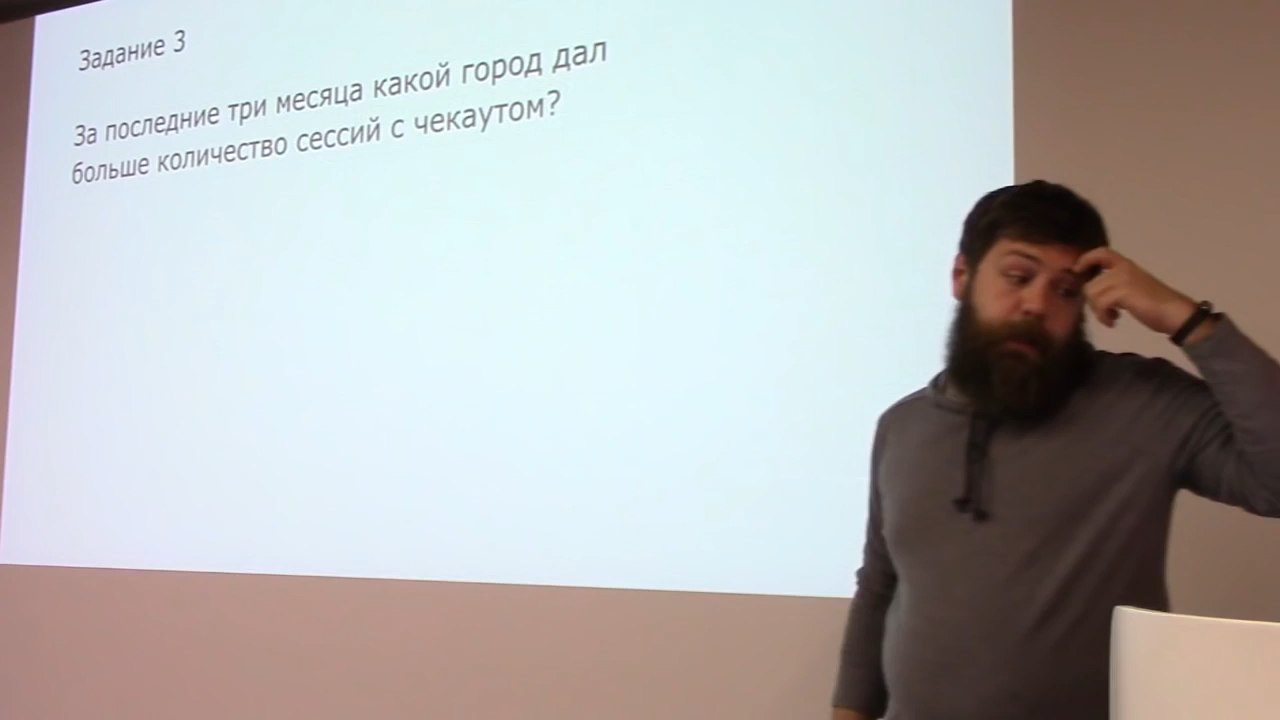 Задание 3
За последние три месяца какой город дал
больше количество сессий с чекаутом?